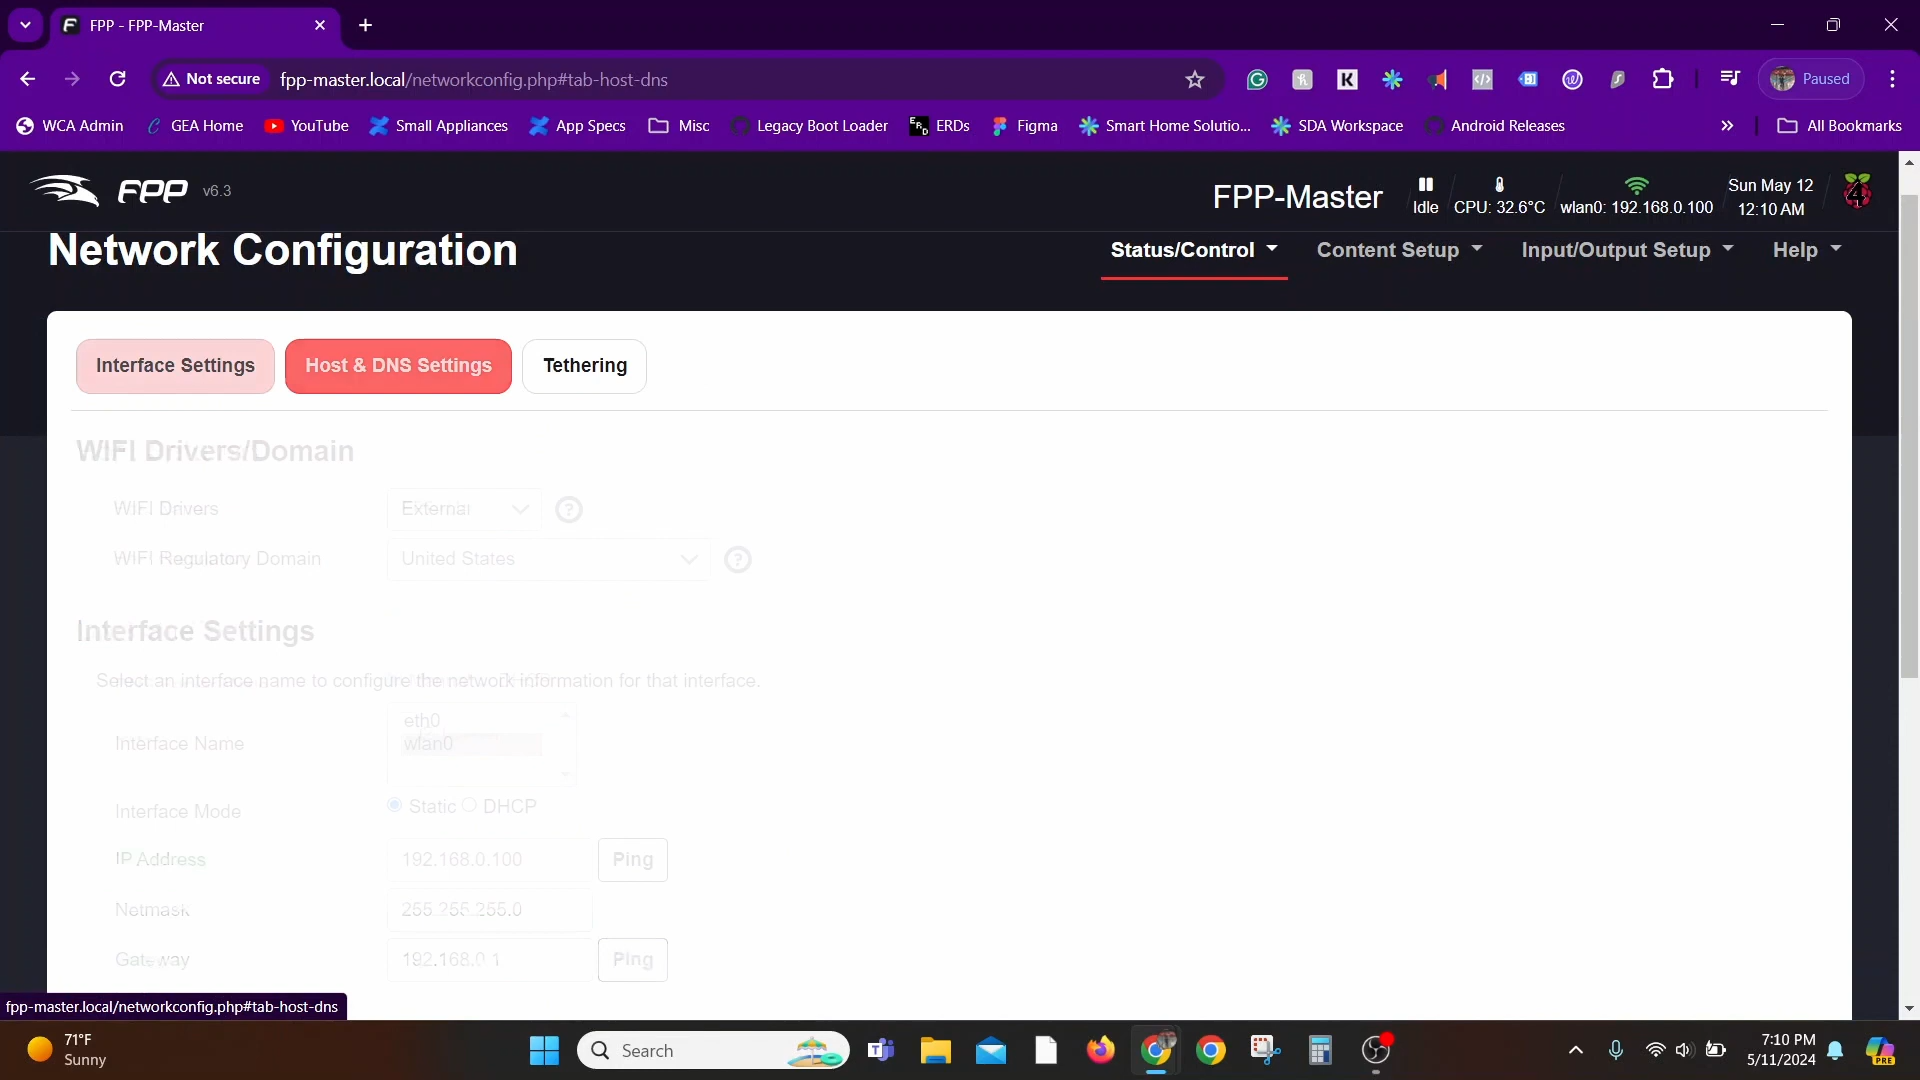 FPP - FPP-Master
Not secure
fpp-master.local/networkconfig.php#tab-host-dns
Paused
WCA Admin
GEA Home
YouTube
Small Appliances
App Specs
Misc
Legacy Boot Loader
ERDs
Figma
Smart Home Solutio...
SDA Workspace
Android Releases
All Bookmarks
FPP v6.3
FPP-Master
Idle
CPU: 32.6°C
wlan0: 192.168.0.100
Sun May 12
12:10 AM
Network Configuration
Status/Control
Content Setup
Input/Output Setup
Help
Interface Settings
Host & DNS Settings
Tethering
WIFI Drivers/Domain
WIFI Drivers
External
WIFI Regulatory Domain
United States
Interface Settings
Select an interface name to configure the network information for that interface.
Interface Name
eth0
wlan0
Interface Mode
Static
DHCP
IP Address
192.168.0.100
Ping
Netmask
255.255.255.0
Gateway
192.168.0.1
Ping
fpp-master.local/networkconfig.php#tab-host-dns
71°F
Sunny
Search
7:10 PM
5/11/2024
PRE